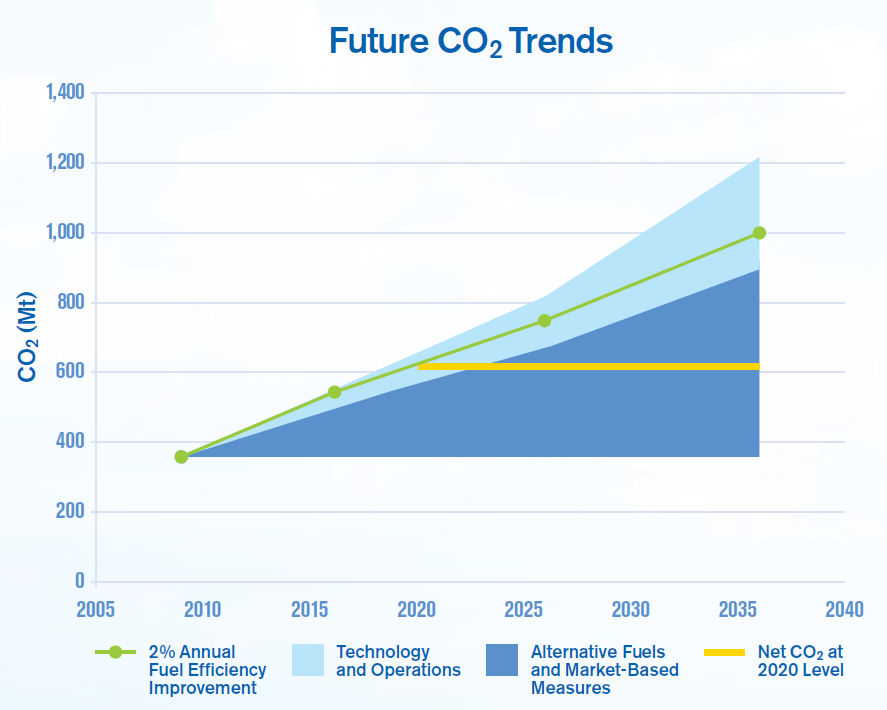 Future CO₂ Trends
1,400
1,200
1,000
800
600
400
200
0
CO₂ (Mt)
2005 2010 2015 2020 2025 2030 2035 2040
2% Annual
Fuel Efficiency
Improvement
Technology
and Operations
Alternative Fuels
and Market-Based
Measures
Net CO₂ at
2020 Level